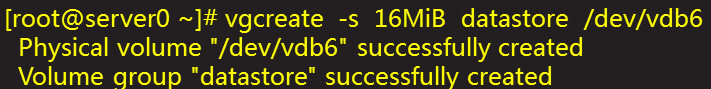 [root@server0 ~]# vgcreate -s 16MiB datastore /dev/vdb6
Physical volume "/dev/vdb6" successfully created
Volume group "datastore" successfully created